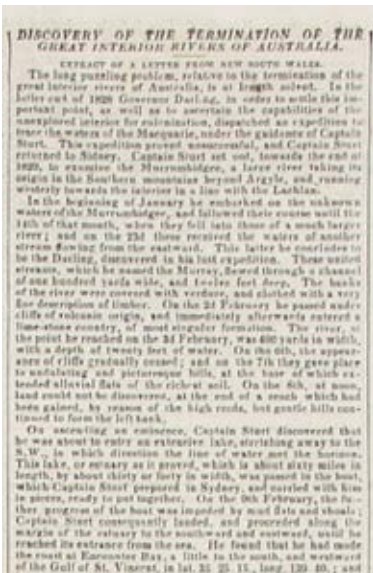 DISCOVERY OF THE TERMINATION OF THE
GREAT INTERIOR RIVERS OF AUSTRALIA.
EXTRACT OF A LETTER FROM NEW SOUTH WALES.
The long puzzling problem, relative to the termination of the
great interior rivers of Australia, is at length solved. In the
latter end of 1828 Governor Darling, in order to settle this im-
portant point, as well as to ascertain the capabilities of the
unexplored interior for colonization, dispatched an expedition to
trace the waters of the Macquarie, under the guidance of Captain
Sturt. This expedition proved unsuccessful, and Captain Sturt
returned to Sidney. Captain Sturt set out, towards the end of
1829, to examine the Murrumbidgee, a large river taking its
origin in the Southern mountains beyond Argyle, and running
westerly towards the interior in a line with the Lachlan.
In the beginning of January he embarked on the unknown
waters of the Murrumbidgee, and followed their course until the
14th of that month, when they fell into those of a much larger
river; and on the 23d these received the waters of another
stream flowing from the eastward. This latter he concludes to
be the Darling, discovered in his last expedition. These united
streams, which he named the Murray, flowed through a channel
of one hundred yards wide, and twelve feet deep. The banks
of the river were covered with verdure, and clothed with a very
fine description of timber. On the 2d February he passed under
cliffs of volcanic origin, and immediately afterwards entered a
lime-stone country, of most singular formation. The river, at
the point he reached on the 3d February, was 400 yards in width,
with a depth of twenty feet of water. On the 6th, the appear-
ance of cliffs gradually ceased; and on the 7th they gave place
to undulating and picturesque hills, at the base of which ex-
tended alluvial flats of the richest soil. On the 8th, at noon,
land could not be discovered, at the end of a reach which had
been gained, by reason of the high reeds, but gentle hills con-
tinued to form the left bank.
On ascending an eminence, Captain Sturt discovered that
he was about to enter an extensive lake, stretching away to the
S.W., in which direction the line of water met the horizon.
This lake, or estuary as it proved, which is about sixty miles in
length, by about thirty or forty in width, was passed in the boat,
which Captain Sturt prepared in Sydney, and carried with him
in pieces, ready to put together. On the 9th February, the fur-
ther progress of the boat was impeded by mud flats and shoals;
Captain Sturt consequently landed, and proceeded along the
margin of the estuary to the southward and eastward, until he
reached its entrance from the sea. He found that he had made
the coast at Encounter Bay, a little to the south, and westward
of the Gulf of St. Vincent, in lat. 35 25 15., long. 139 40.; and